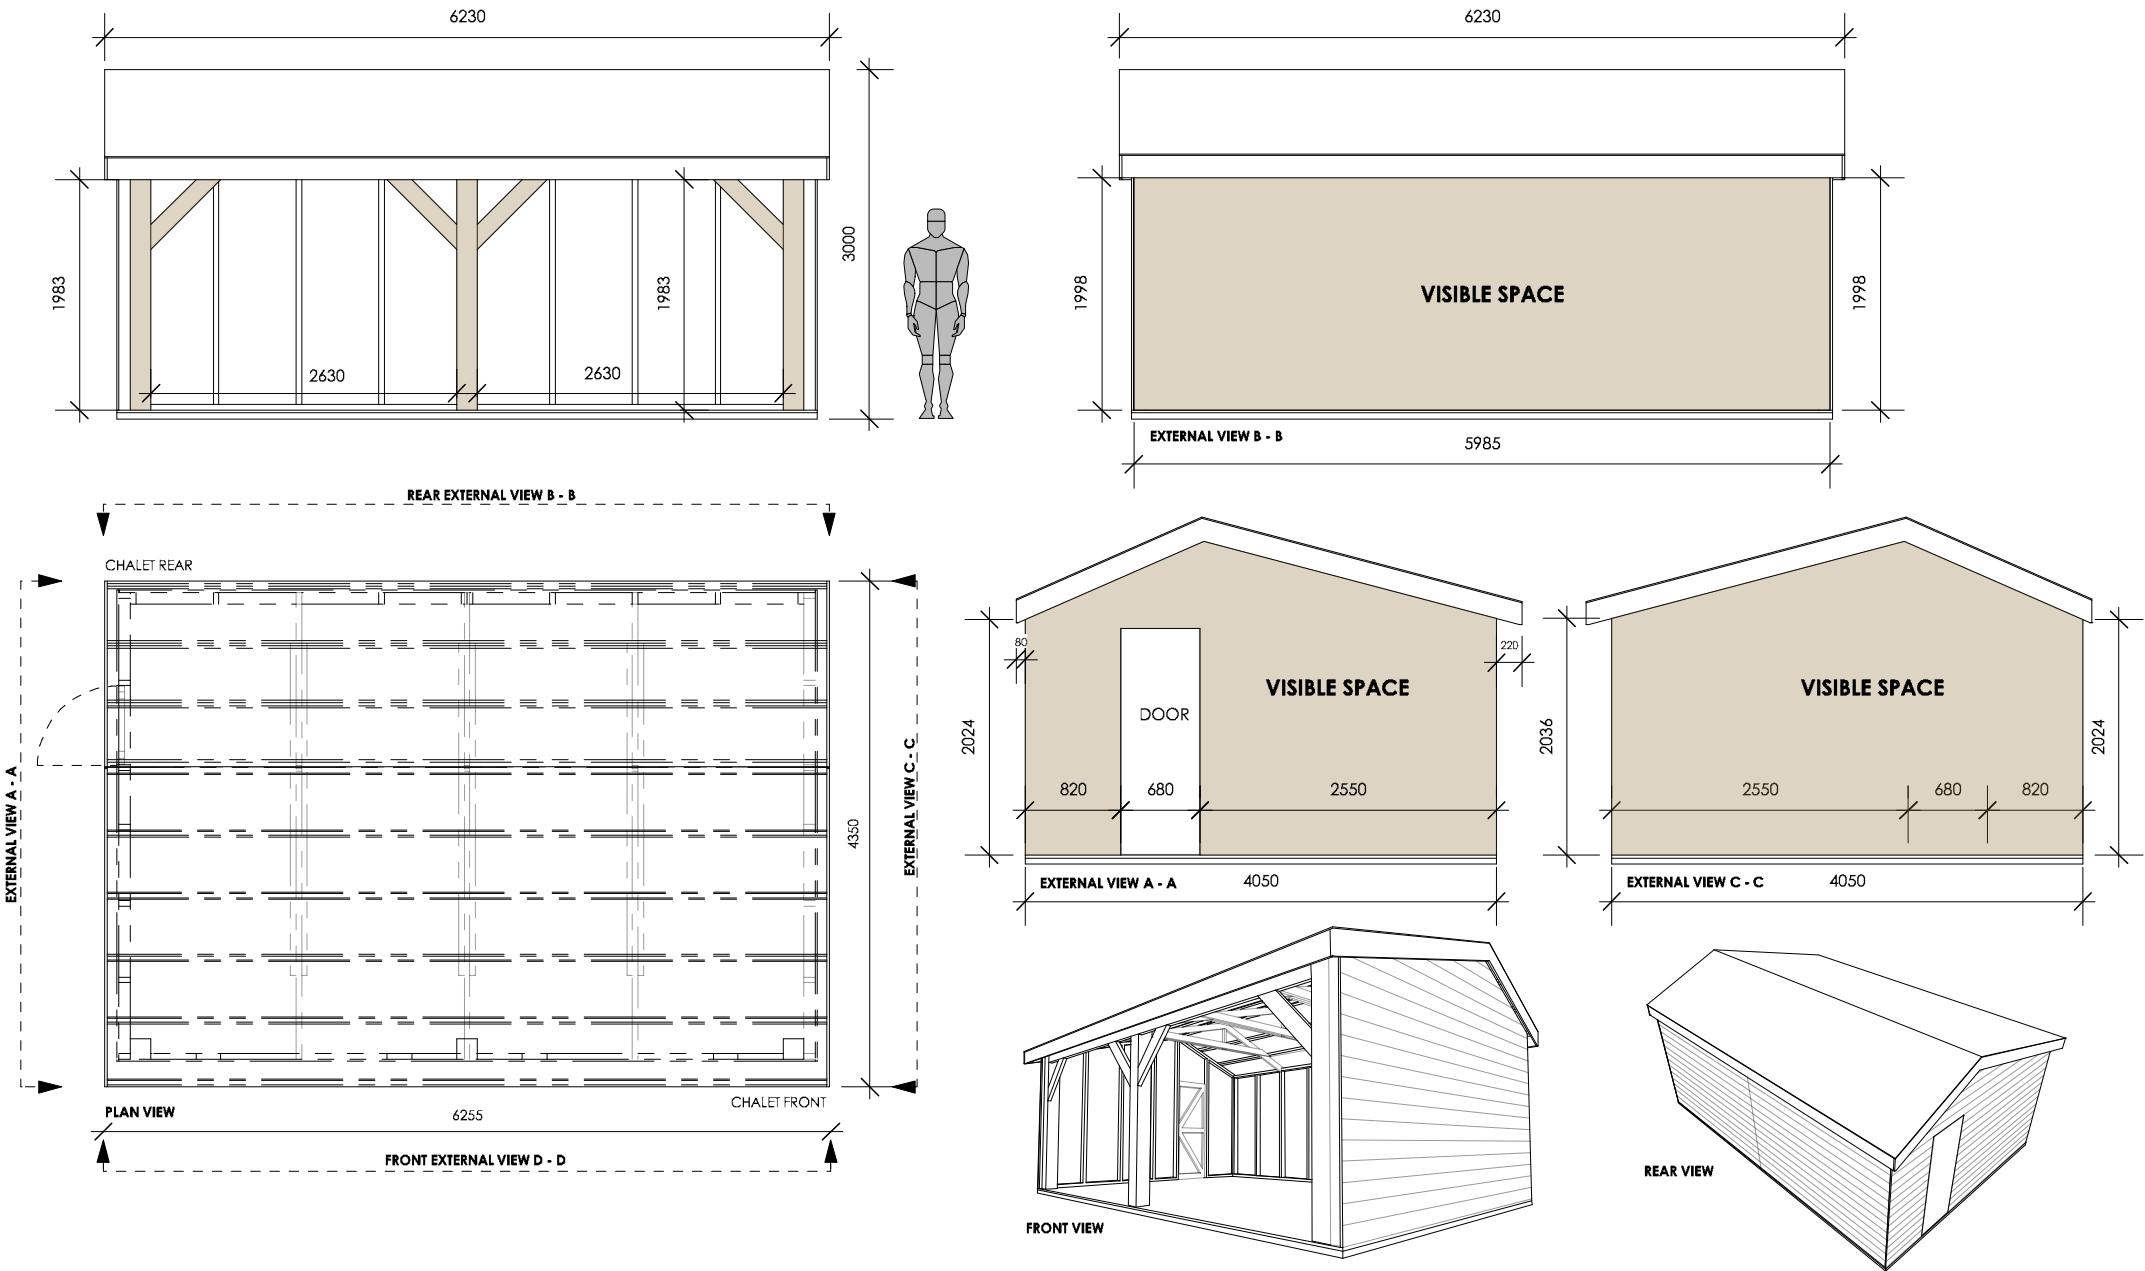 6230
3000
1983
1983
2630
2630
6230
1998
VISIBLE SPACE
1998
EXTERNAL VIEW B - B
5985
REAR EXTERNAL VIEW B - B
CHALET REAR
EXTERNAL VIEW A - A
EXTERNAL VIEW C - C
4350
PLAN VIEW
CHALET FRONT
6255
FRONT EXTERNAL VIEW D - D
80
220
VISIBLE SPACE
DOOR
2024
820
680
2550
EXTERNAL VIEW A - A
4050
VISIBLE SPACE
2036
2024
2550
680
820
EXTERNAL VIEW C - C
4050
FRONT VIEW
REAR VIEW